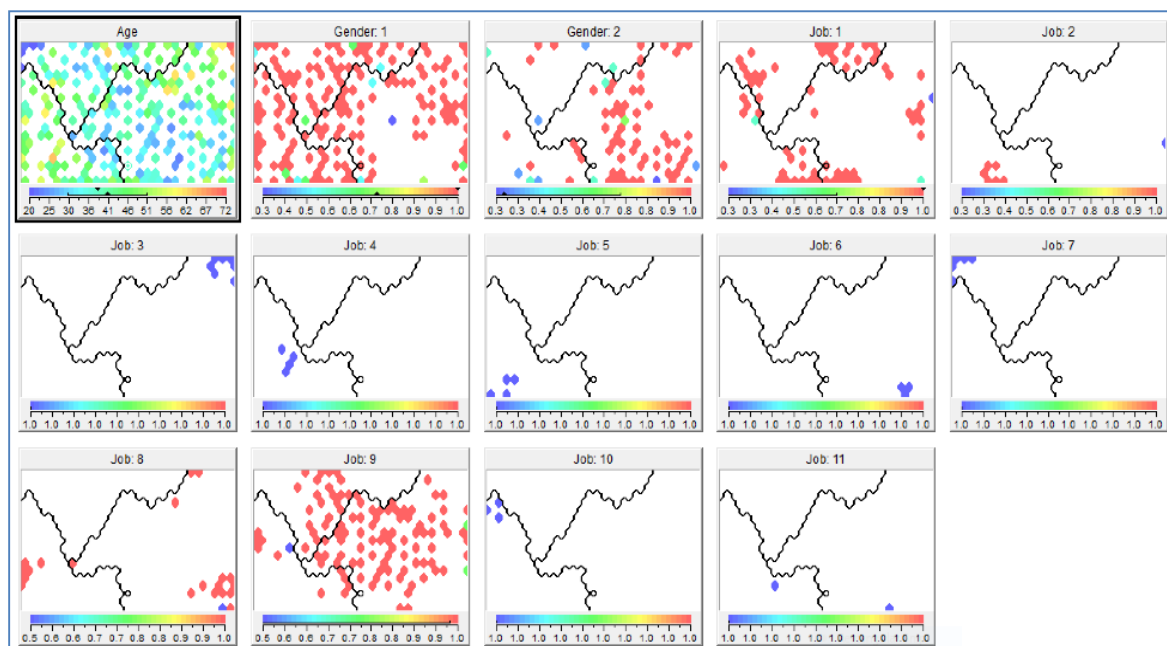 Age
Gender: 1
Gender: 2
Job: 1
Job: 2
20 25 30 36 41 46 51 56 62 67 72
0.3 0.4 0.4 0.5 0.6 0.7 0.7 0.8 0.9 1.0
0.3 0.3 0.4 0.5 0.6 0.6 0.7 0.8 0.9 1.0
0.3 0.4 0.4 0.5 0.6 0.7 0.7 0.8 0.9 1.0
0.3 0.4 0.4 0.5 0.6 0.7 0.7 0.8 0.9 1.0
Job: 3
Job: 4
Job: 5
Job: 6
Job: 7
1.0 1.0 1.0 1.0 1.0 1.0 1.0 1.0 1.0 1.0
1.0 1.0 1.0 1.0 1.0 1.0 1.0 1.0 1.0 1.0
1.0 1.0 1.0 1.0 1.0 1.0 1.0 1.0 1.0 1.0
1.0 1.0 1.0 1.0 1.0 1.0 1.0 1.0 1.0 1.0
1.0 1.0 1.0 1.0 1.0 1.0 1.0 1.0 1.0 1.0
Job: 8
Job: 9
Job: 10
Job: 11
0.5 0.6 0.6 0.7 0.7 0.8 0.8 0.9 0.9 1.0
0.5 0.6 0.6 0.7 0.7 0.8 0.8 0.9 0.9 1.0
1.0 1.0 1.0 1.0 1.0 1.0 1.0 1.0 1.0 1.0
1.0 1.0 1.0 1.0 1.0 1.0 1.0 1.0 1.0 1.0